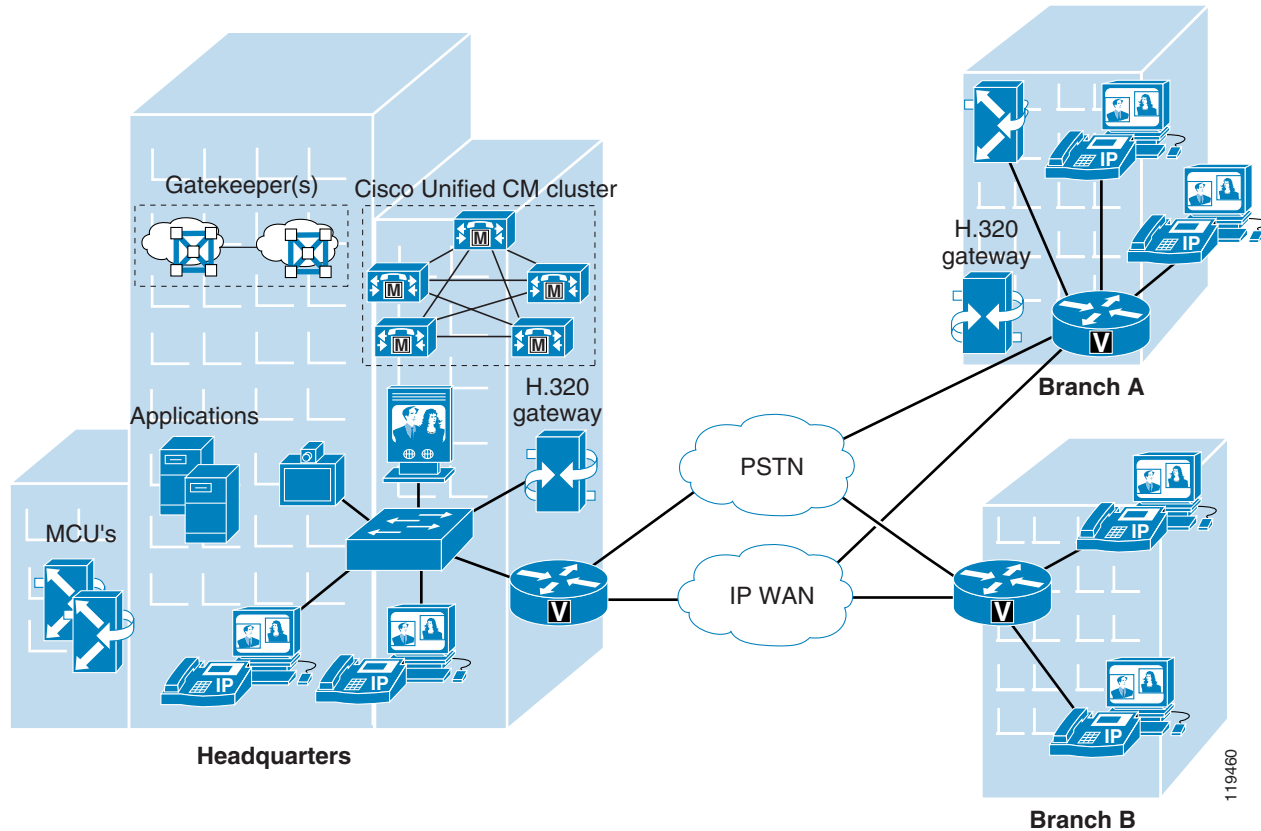 Gatekeeper(s)
Cisco Unified CM cluster
M
M
M
M
M
Applications
H.320
gateway
MCU's
V
IP
IP
Headquarters
PSTN
IP WAN
IP
IP
H.320
gateway
V
Branch A
IP
V
IP
Branch B
119460